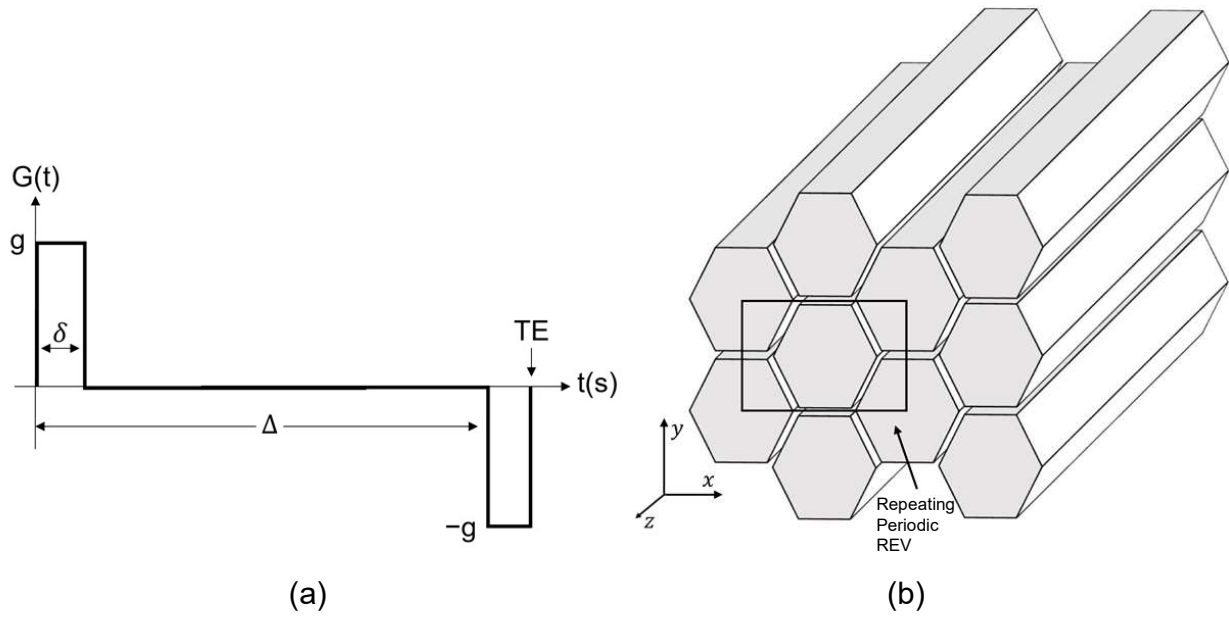 G(t)
g
δ
TE
t(s)
Δ
−g
(a)
y
x
z
Repeating
Periodic
REV
(b)